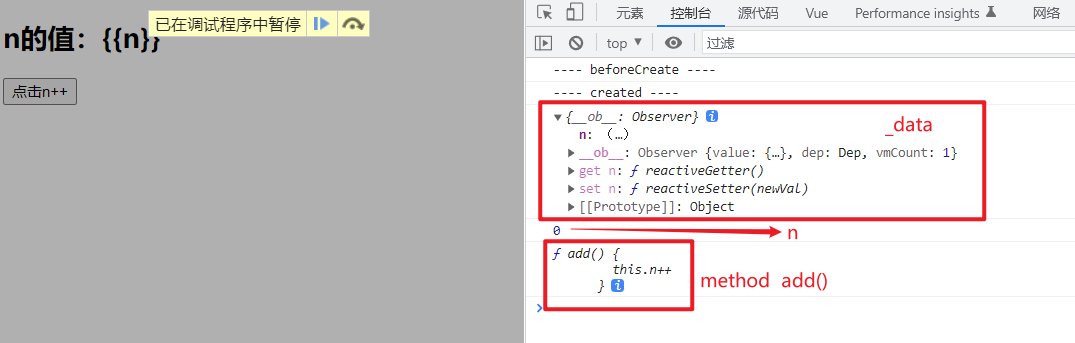 已在调试程序中暂停
n的值：{{n}}
点击n++
元素 控制台 源代码 Vue Performance insights 网络
top 过滤
---- beforeCreate ----
---- created ----
{__ob__: Observer}
_data
n: (…)
__ob__: Observer {value: {…}, dep: Dep, vmCount: 1}
get n: ƒ reactiveGetter()
set n: ƒ reactiveSetter(newVal)
[[Prototype]]: Object
0 n
ƒ add() {
this.n++
}
method add()